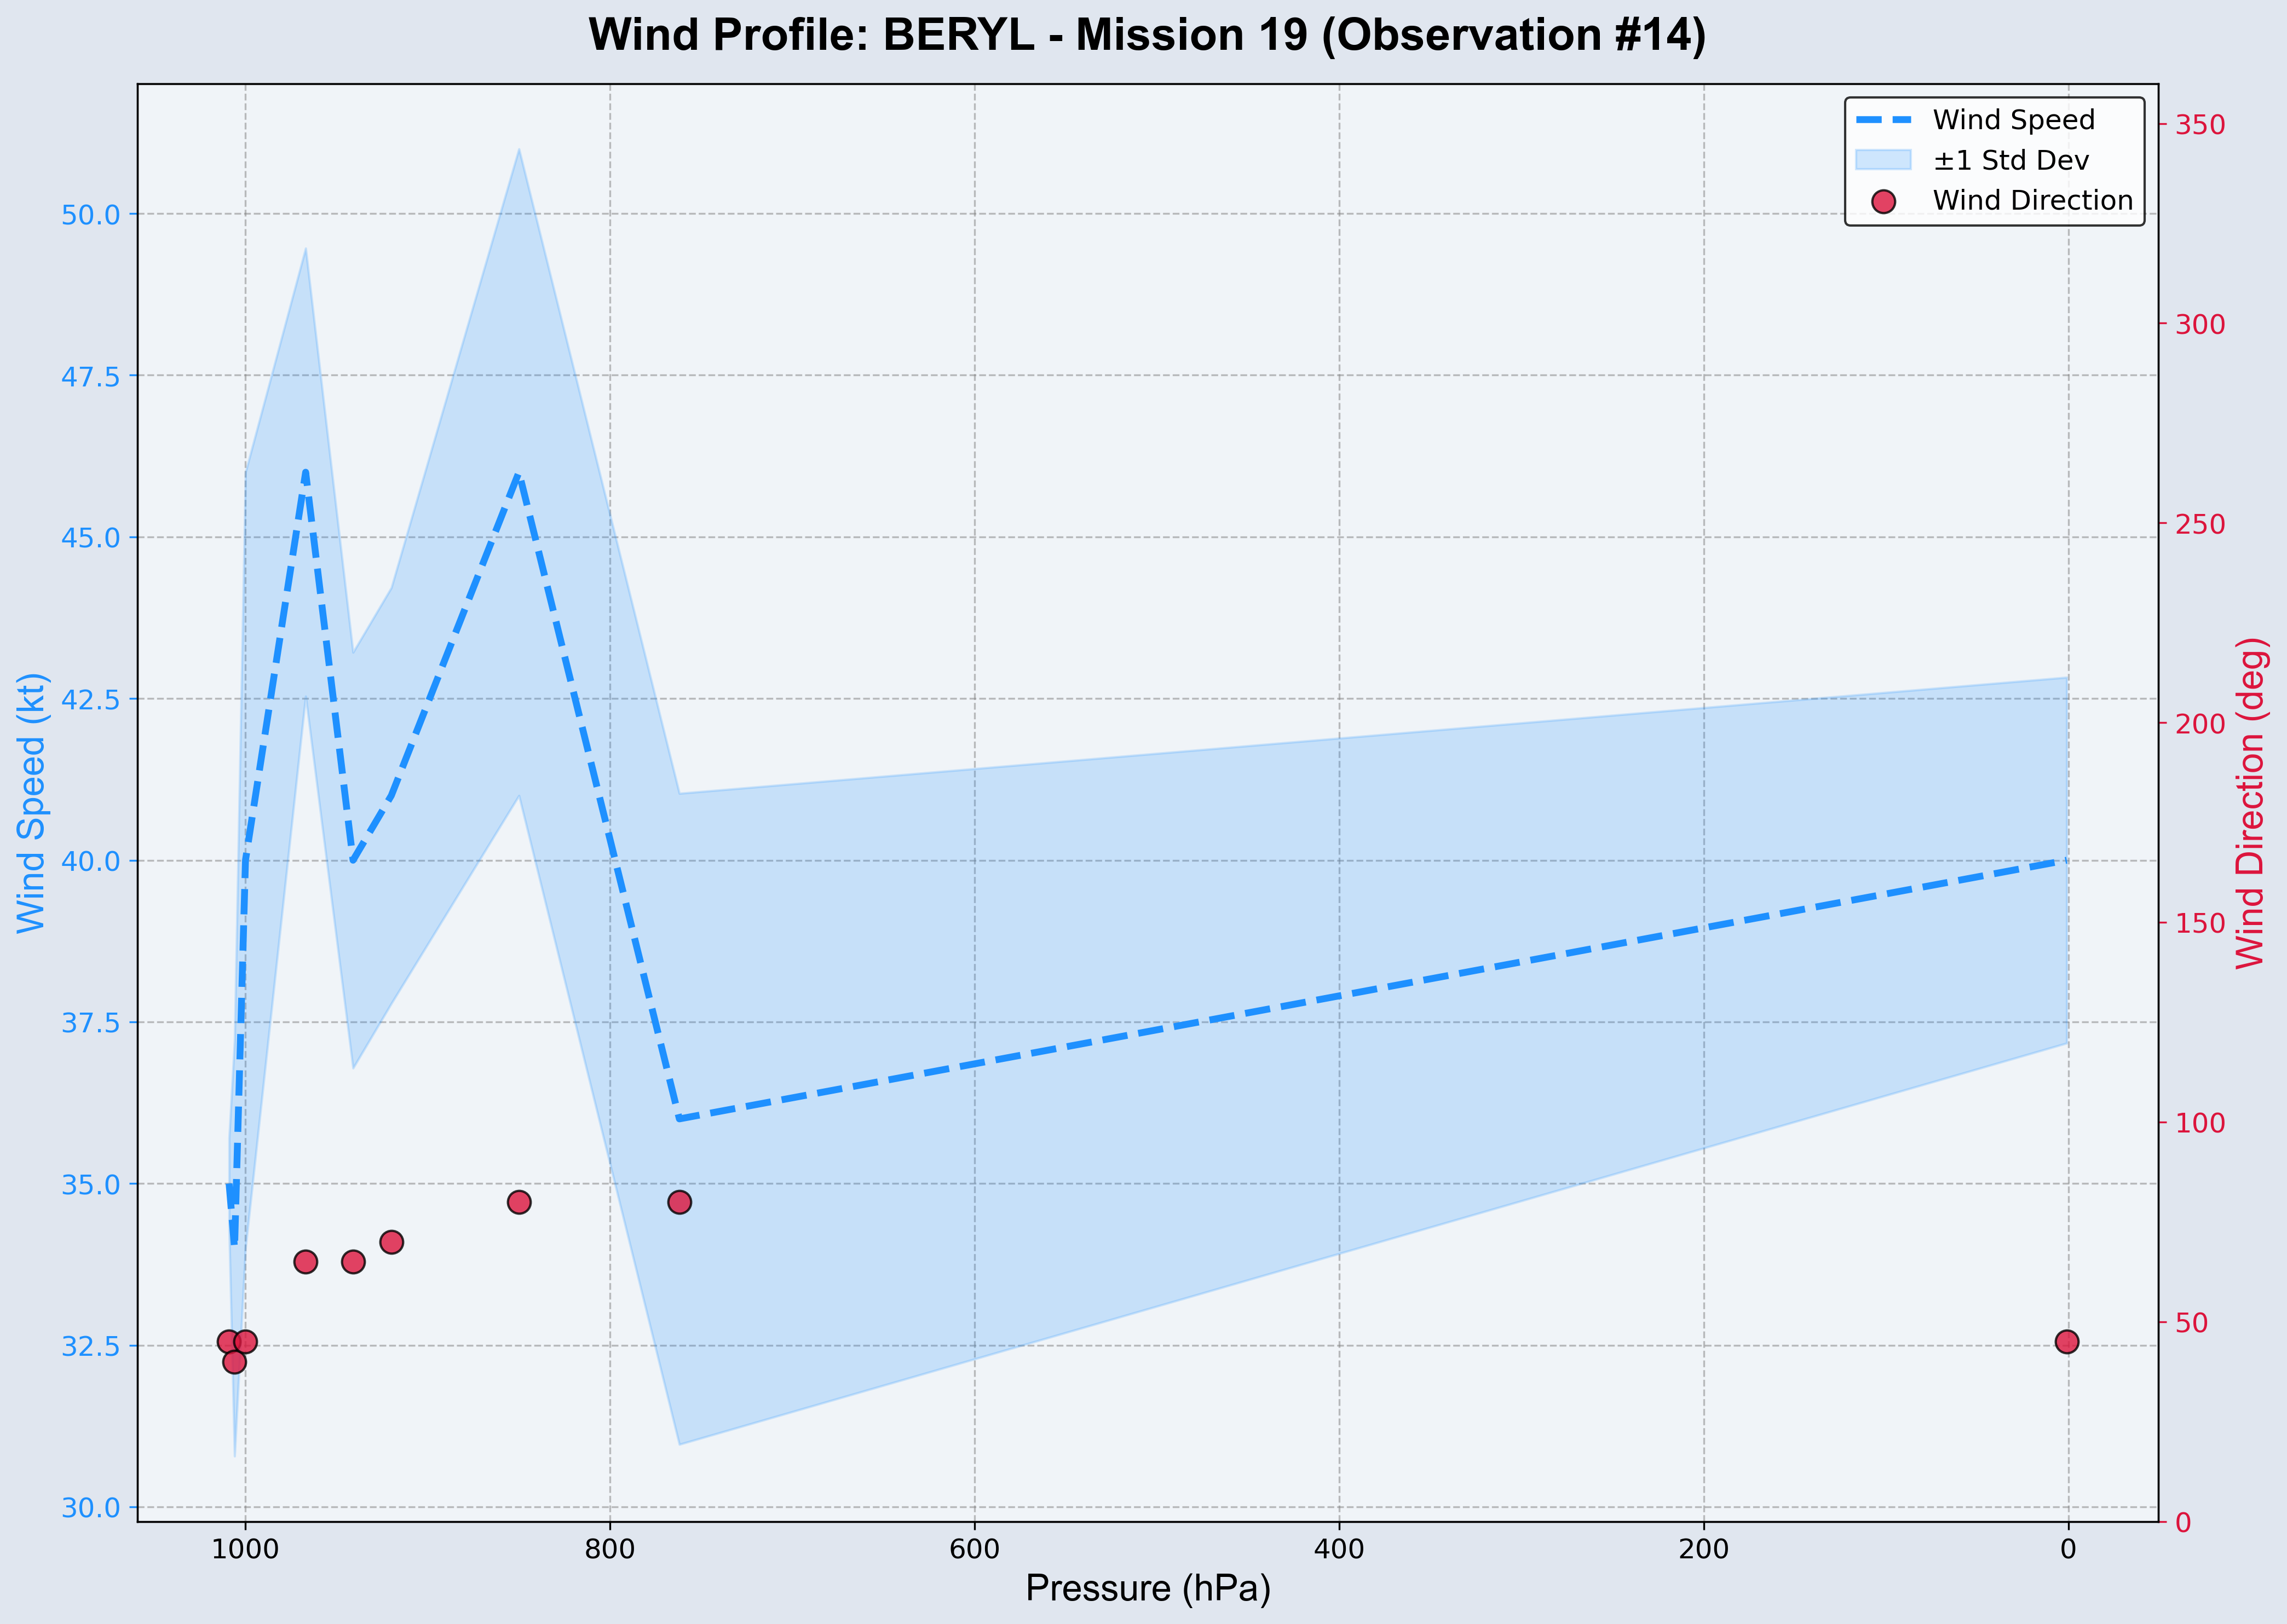 Wind Profile: BERYL - Mission 19 (Observation #14)
Wind Speed
±1 Std Dev
Wind Direction
Wind Speed (kt)
50.0
47.5
45.0
42.5
40.0
37.5
35.0
32.5
30.0
350
300
250
200
150
100
50
0
Wind Direction (deg)
1000 800 600 400 200 0
Pressure (hPa)